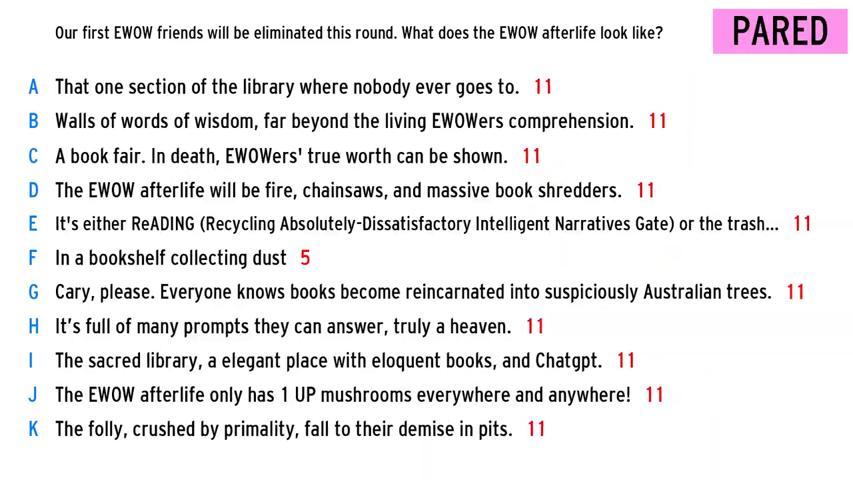 Our first EWOW friends will be eliminated this round. What does the EWOW afterlife look like?
PARED
A That one section of the library where nobody ever goes to. 11
B Walls of words of wisdom, far beyond the living EWOWers comprehension. 11
C A book fair. In death, EWOWers' true worth can be shown. 11
D The EWOW afterlife will be fire, chainsaws, and massive book shredders. 11
E It's either ReADING (Recycling Absolutely-Dissatisfactory Intelligent Narratives Gate) or the trash... 11
F In a bookshelf collecting dust 5
G Cary, please. Everyone knows books become reincarnated into suspiciously Australian trees. 11
H It’s full of many prompts they can answer, truly a heaven. 11
I The sacred library, a elegant place with eloquent books, and Chatgpt. 11
J The EWOW afterlife only has 1 UP mushrooms everywhere and anywhere! 11
K The folly, crushed by primality, fall to their demise in pits. 11